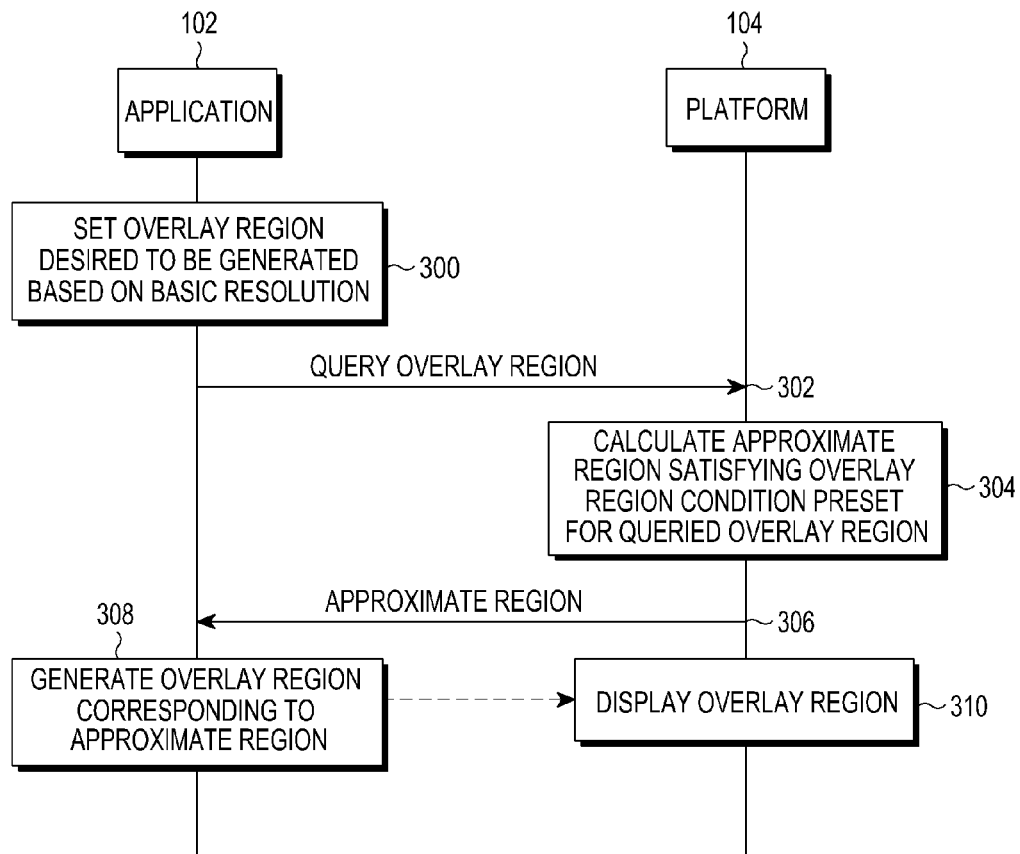 102
104
APPLICATION
PLATFORM
SET OVERLAY REGION
DESIRED TO BE GENERATED
BASED ON BASIC RESOLUTION
300
QUERY OVERLAY REGION
302
CALCULATE APPROXIMATE
REGION SATISFYING OVERLAY
REGION CONDITION PRESET
FOR QUERIED OVERLAY REGION
304
APPROXIMATE REGION
306
308
GENERATE OVERLAY REGION
CORRESPONDING TO
APPROXIMATE REGION
DISPLAY OVERLAY REGION
310